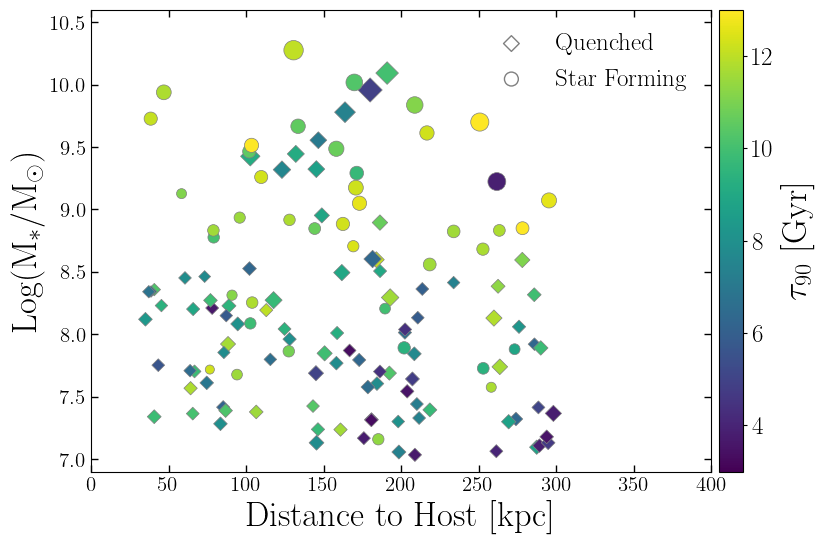 Quenched
Star Forming
10.5
10.0
9.5
9.0
8.5
8.0
7.5
7.0
Log(M*/M⊙)
0 50 100 150 200 250 300 350 400
Distance to Host [kpc]
12
10
8
6
4
τ90 [Gyr]